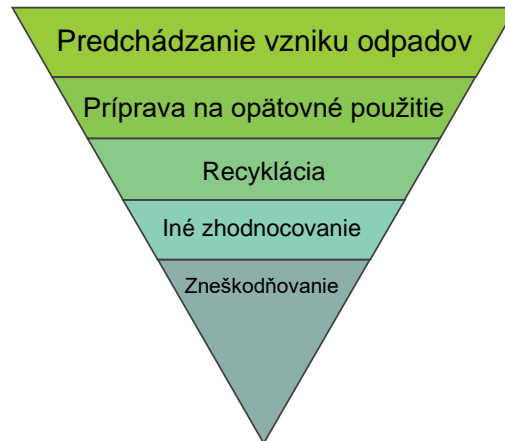 Predchádzanie vzniku odpadov
Príprava na opätovné použitie
Recyklácia
Iné zhodnocovanie
Zneškodňovanie